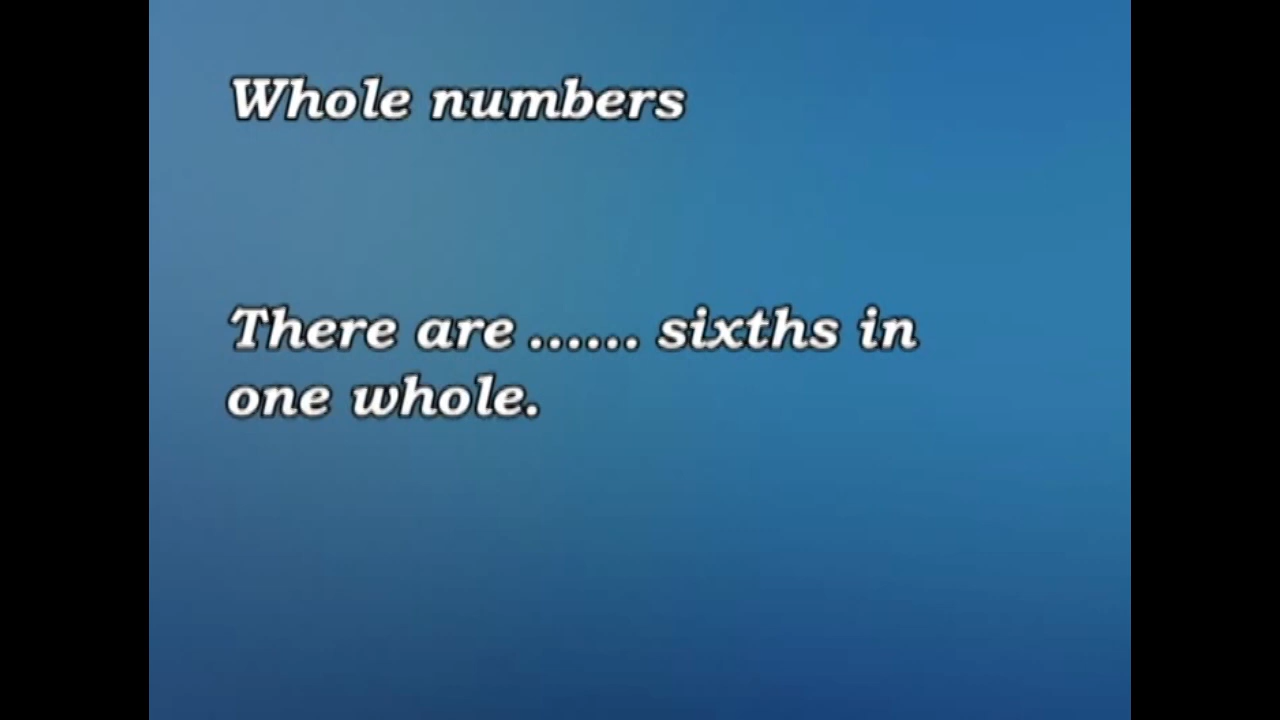 Whole numbers
There are ...... sixths in
one whole.